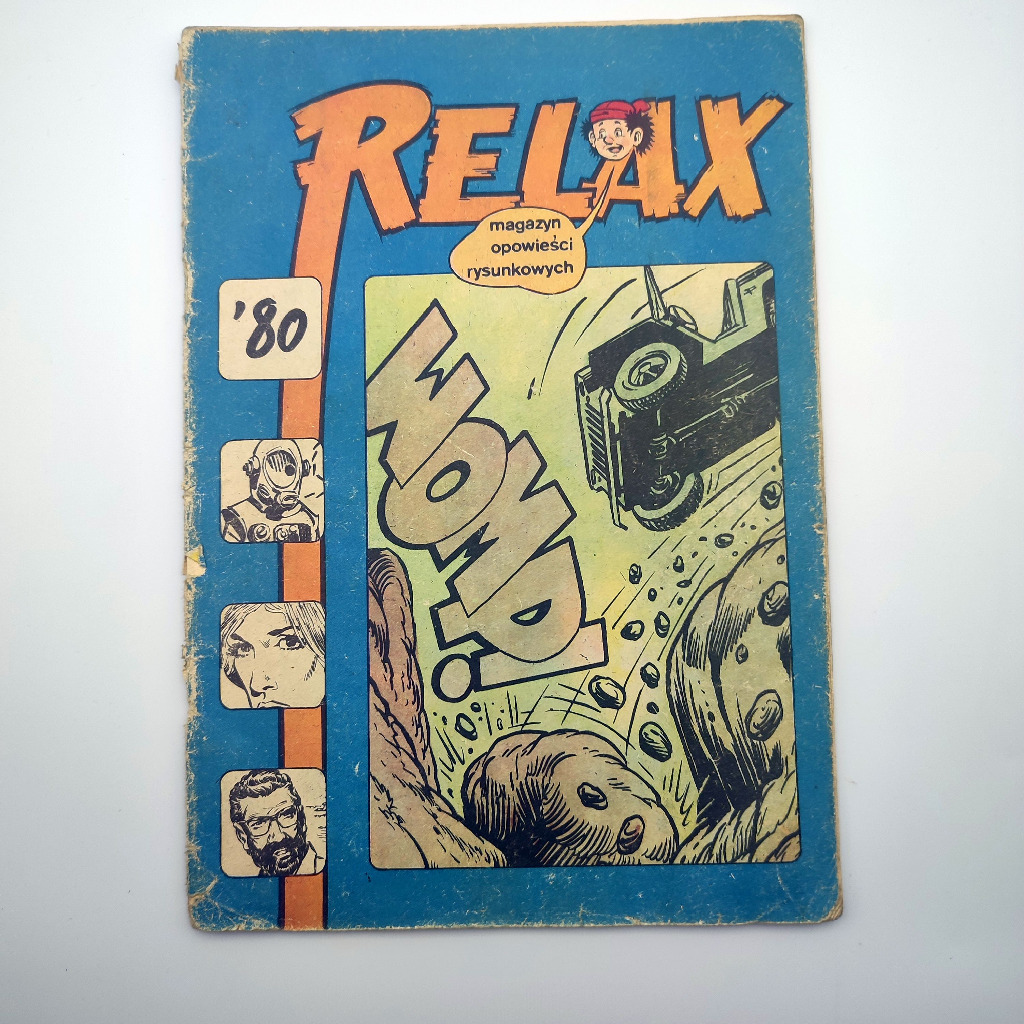 RELAX
magazyn
opowieści
rysunkowych
'80
WOMP!